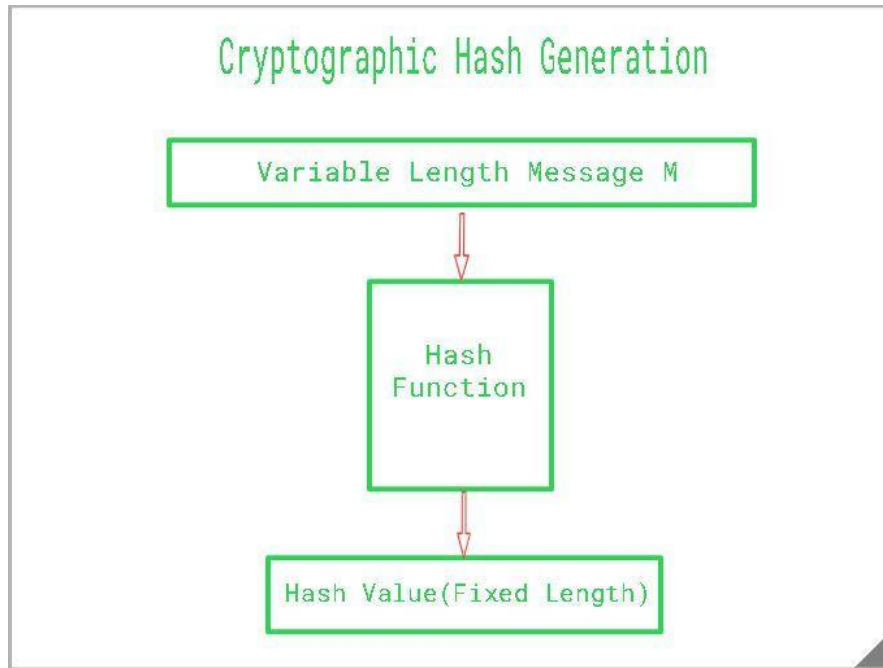 Cryptographic Hash Generation
Variable Length Message M
Hash
Function
Hash Value(Fixed Length)